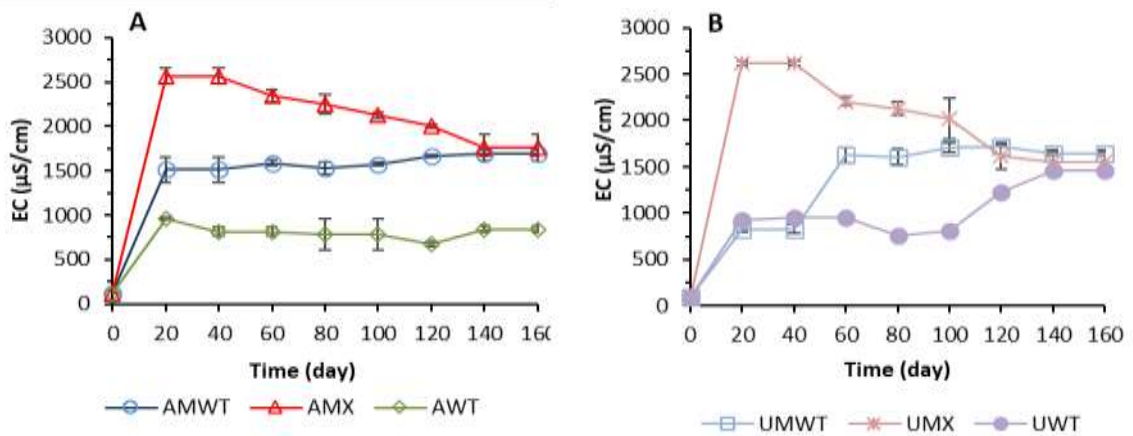 A
EC (µS/cm)
3000
2500
2000
1500
1000
500
0
0 20 40 60 80 100 120 140 160
Time (day)
AMWT AMX AWT
B
EC (µS/cm)
3000
2500
2000
1500
1000
500
0
0 20 40 60 80 100 120 140 160
Time (day)
UMWT UMX UWT